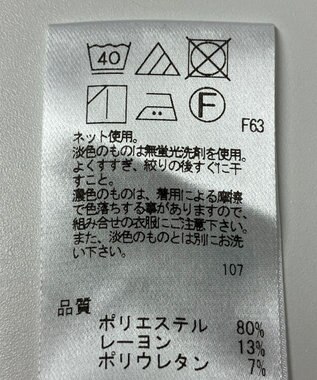 40
F
F63
ネット使用。
淡色のものは無蛍光洗剤を使用。
よくすすぎ、絞りの後すぐに干
すこと。
濃色のものは、着用による摩擦
で色落ちする事がありますので、
組み合せの衣服にご注意下さい。
また、淡色のものとは別にお洗
い下さい。
107
品質
ポリエステル 80%
レーヨン 13%
ポリウレタン 7%